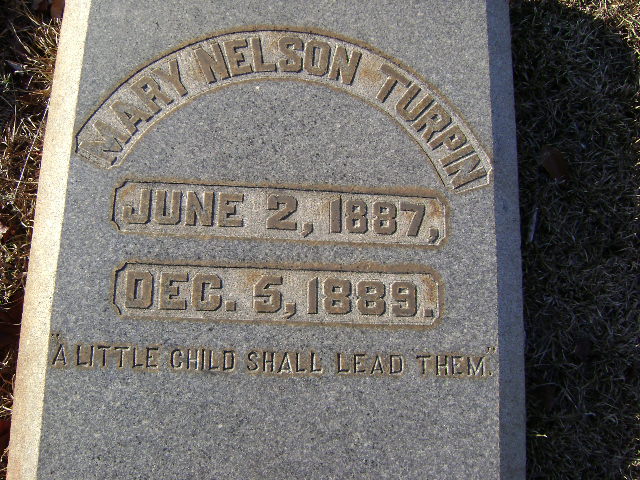 MARY NELSON TURPIN
JUNE 2, 1887,
DEC. 5, 1889.
"A LITTLE CHILD SHALL LEAD THEM."